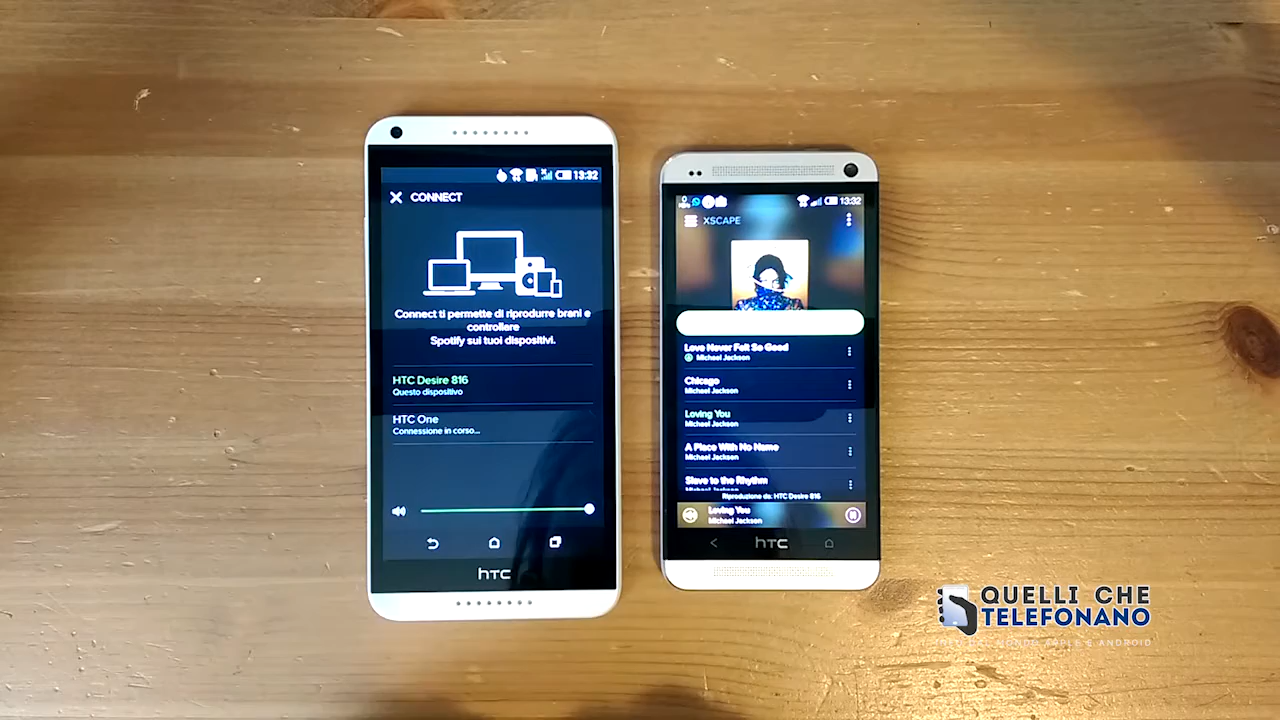 13:32
CONNECT
Connect ti permette di riprodurre brani e
controllare
Spotify sui tuoi dispositivi.
HTC Desire 816
Questo dispositivo
HTC One
Connessione in corso...
hTC
13:32
XSCAPE
Love Never Felt So Good
Michael Jackson
Chicago
Michael Jackson
Loving You
Michael Jackson
A Place With No Name
Michael Jackson
Slave to the Rhythm
Michael Jackson
Riproduzione da: HTC Desire 816
Loving You
Michael Jackson
hTC
QUELLI CHE
TELEFONANO